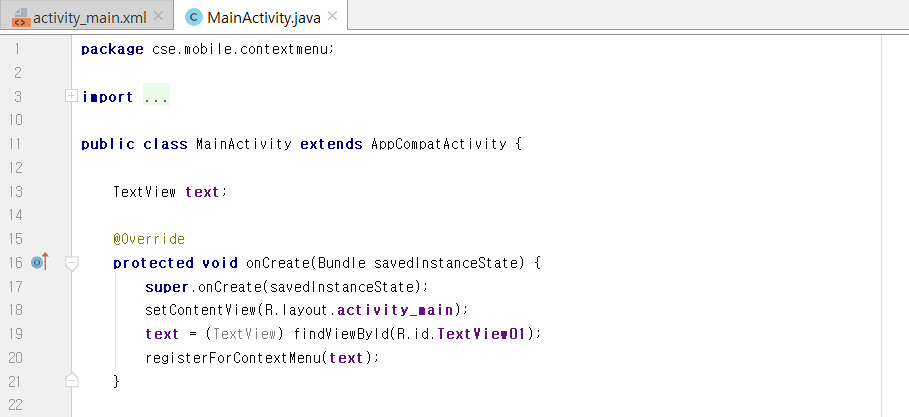 activity_main.xml MainActivity.java
1 package cse.mobile.contextmenu;
2
3 import ...
10
11 public class MainActivity extends AppCompatActivity {
12
13 TextView text;
14
15 @Override
16 protected void onCreate(Bundle savedInstanceState) {
17 super.onCreate(savedInstanceState);
18 setContentView(R.layout.activity_main);
19 text = (TextView) findViewById(R.id.TextView01);
20 registerForContextMenu(text);
21 }
22